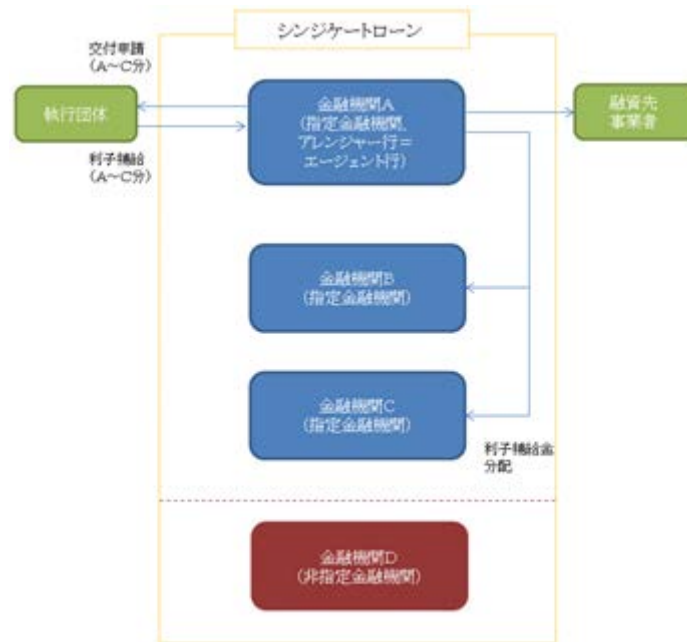 シンジケートローン
交付申請
（A～C分）
執行団体
利子補給
（A～C分）
金融機関A
（指定金融機関、
アレンジャー行＝
エージェント行）
融資先
事業者
金融機関B
（指定金融機関）
金融機関C
（指定金融機関）
利子補給金
分配
金融機関D
（非指定金融機関）